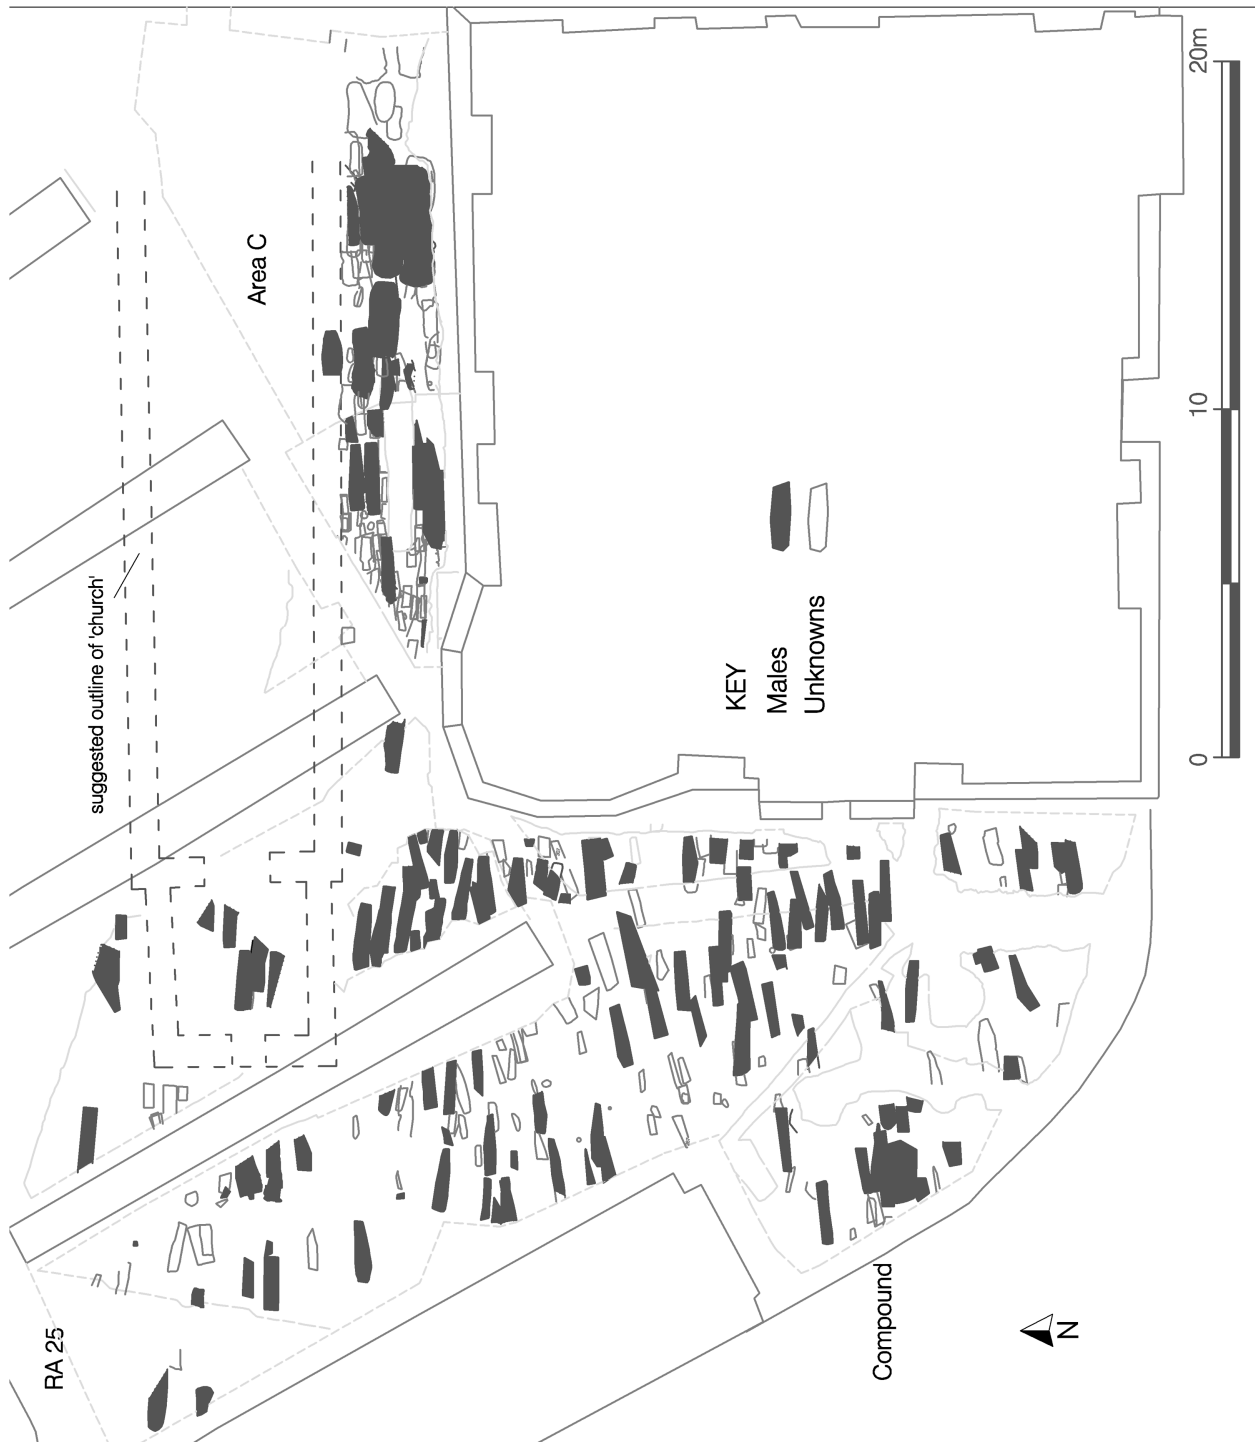 suggested outline of 'church'
Area C
20m
10
0
KEY
Males
Unknowns
RA 25
Compound
N